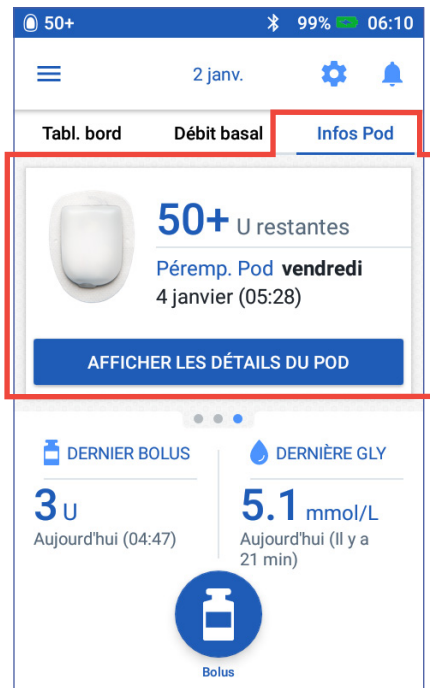 50+ 99% 06:10
2 janv.
Tabl. bord Débit basal Infos Pod
50+ U restantes
Péremp. Pod vendredi
4 janvier (05:28)
AFFICHER LES DÉTAILS DU POD
DERNIER BOLUS DERNIÈRE GLY
3 U 5.1 mmol/L
Aujourd'hui (04:47) Aujourd'hui (Il y a
21 min)
Bolus